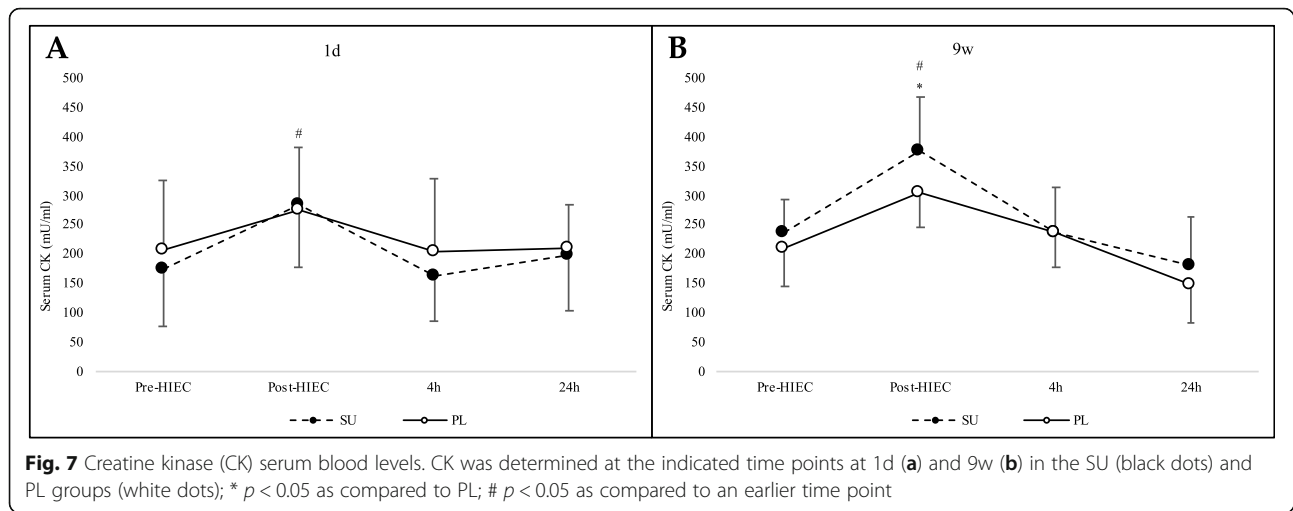 A
1d
500
450
400
350
300
250
200
150
100
50
0
Serum CK (mU/ml)
#
Pre-HIEC Post-HIEC 4h 24h
SU PL
B
9w
500
450
400
350
300
250
200
150
100
50
0
Serum CK (mU/ml)
#
*
Pre-HIEC Post-HIEC 4h 24h
SU PL
Fig. 7 Creatine kinase (CK) serum blood levels. CK was determined at the indicated time points at 1d (a) and 9w (b) in the SU (black dots) and
PL groups (white dots); * p < 0.05 as compared to PL; # p < 0.05 as compared to an earlier time point